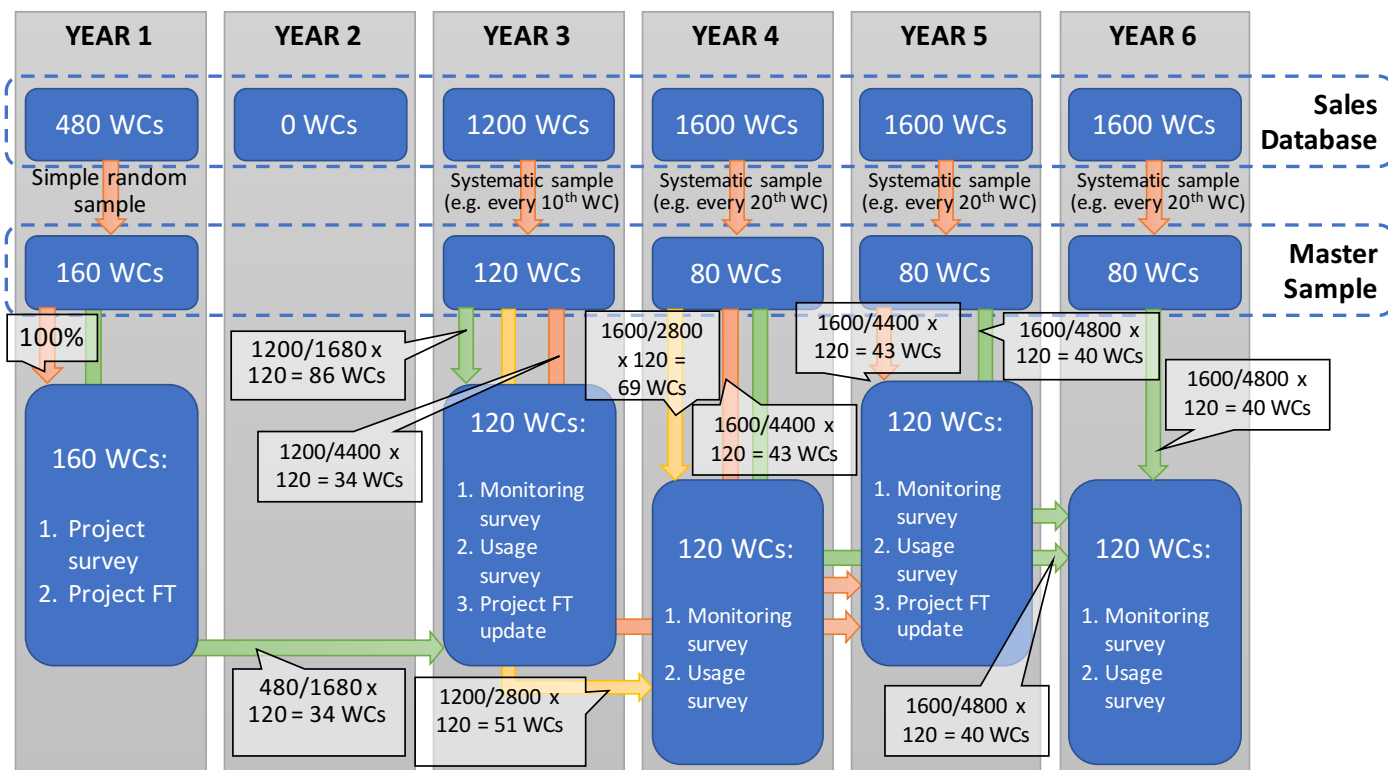 YEAR 1
YEAR 2
YEAR 3
YEAR 4
YEAR 5
YEAR 6
480 WCs
0 WCs
1200 WCs
1600 WCs
1600 WCs
1600 WCs
Sales
Database
Simple random
sample
Systematic sample
(e.g. every 10th WC)
Systematic sample
(e.g. every 20th WC)
Systematic sample
(e.g. every 20th WC)
Systematic sample
(e.g. every 20th WC)
160 WCs
120 WCs
80 WCs
80 WCs
80 WCs
Master
Sample
100%
1200/1680 x
120 = 86 WCs
1200/4400 x
120 = 34 WCs
1600/2800
x 120 =
69 WCs
1600/4400 x
120 = 43 WCs
1600/4400 x
120 = 43 WCs
1600/4800 x
120 = 40 WCs
1600/4800 x
120 = 40 WCs
160 WCs:
1. Project
survey
2. Project FT
120 WCs:
1. Monitoring
survey
2. Usage
survey
3. Project FT
update
120 WCs:
1. Monitoring
survey
2. Usage
survey
120 WCs:
1. Monitoring
survey
2. Usage
survey
3. Project FT
update
120 WCs:
1. Monitoring
survey
2. Usage
survey
480/1680 x
120 = 34 WCs
1200/2800 x
120 = 51 WCs
1600/4800 x
120 = 40 WCs